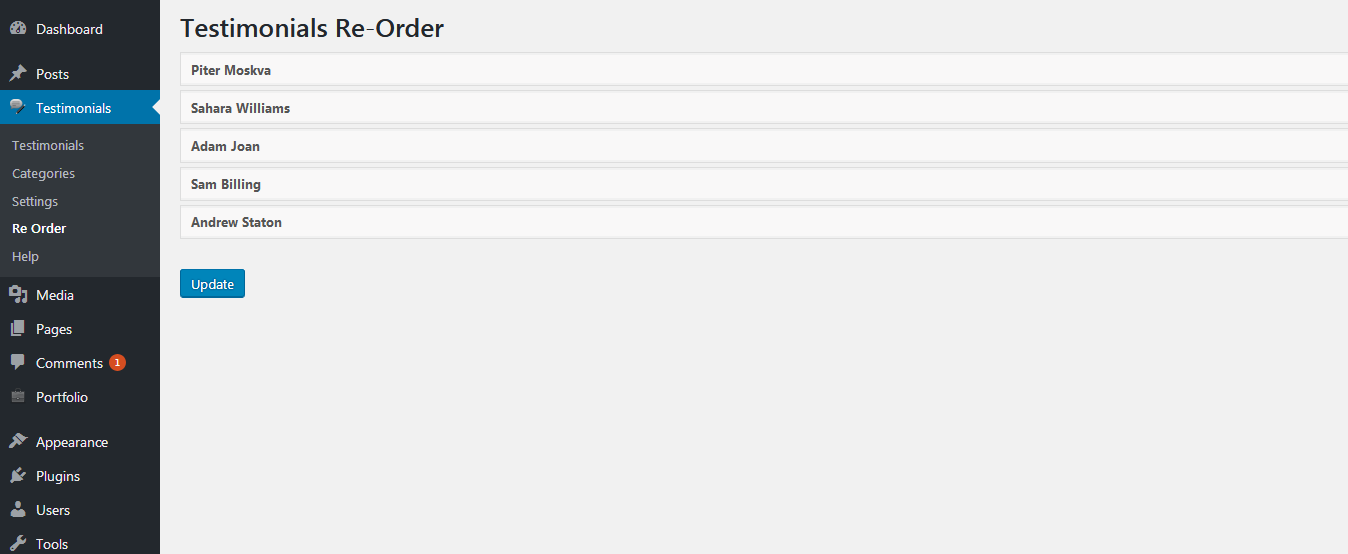 Dashboard
Posts
Testimonials
Testimonials
Categories
Settings
Re Order
Help
Media
Pages
Comments 1
Portfolio
Appearance
Plugins
Users
Tools
Testimonials Re-Order
Piter Moskva
Sahara Williams
Adam Joan
Sam Billing
Andrew Staton
Update